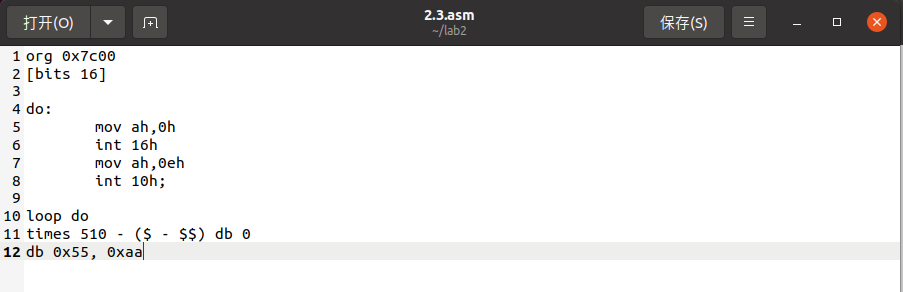 打开(O)
2.3.asm
~/lab2
保存(S)
1 org 0x7c00
2 [bits 16]
3
4 do:
5         mov ah,0h
6         int 16h
7         mov ah,0eh
8         int 10h;
9
10 loop do
11 times 510 - ($ - $$) db 0
12 db 0x55, 0xaa